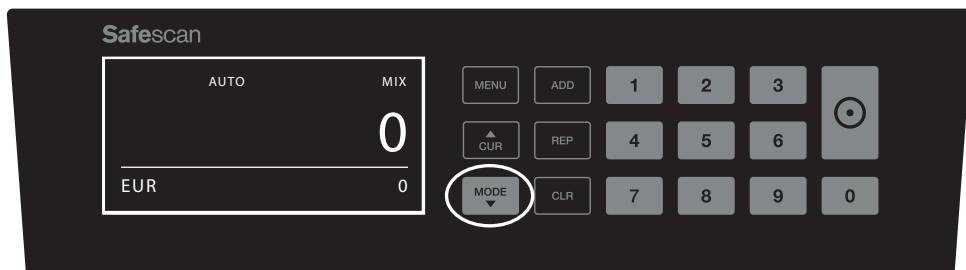 Safescan
AUTO MIX
0
EUR 0
MENU ADD 1 2 3
CUR REP 4 5 6
MODE CLR 7 8 9 0